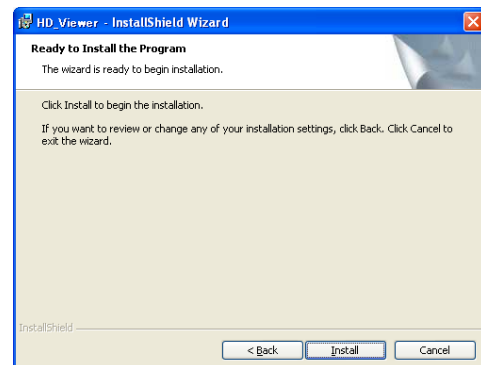 HD_Viewer - InstallShield Wizard
Ready to Install the Program
The wizard is ready to begin installation.
Click Install to begin the installation.
If you want to review or change any of your installation settings, click Back. Click Cancel to
exit the wizard.
InstallShield
< Back Install Cancel